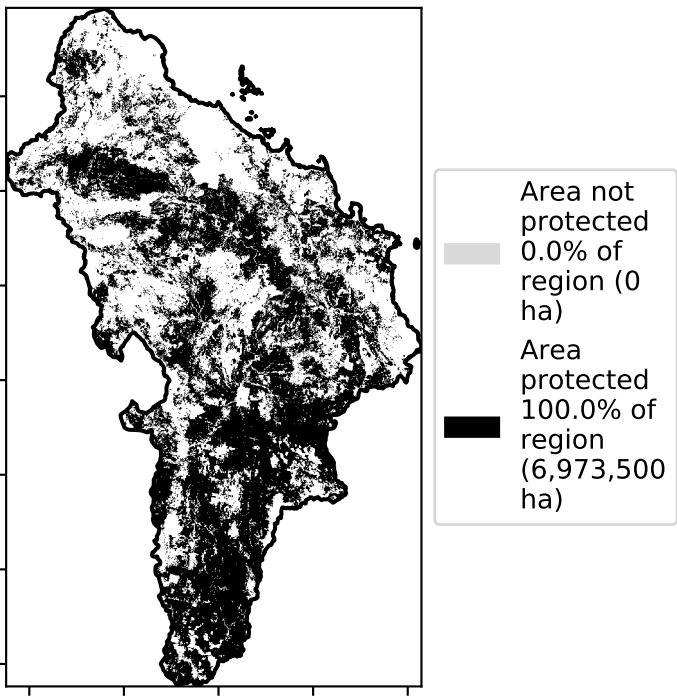 Area not
protected
0.0% of
region (0
ha)
Area
protected
100.0% of
region
(6,973,500
ha)